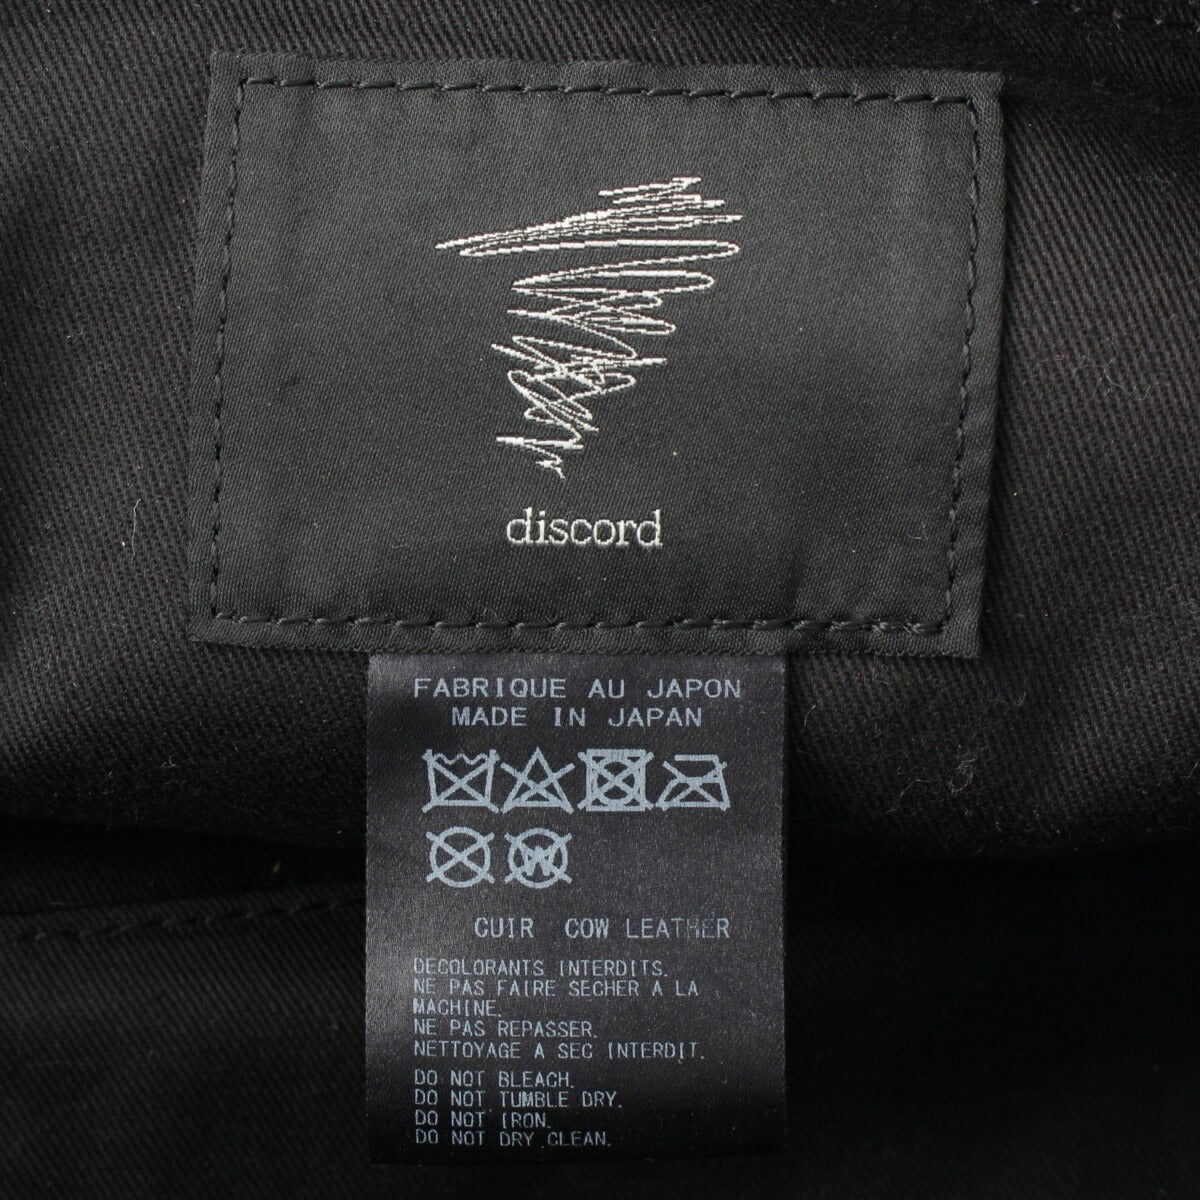 discord
FABRIQUE AU JAPON
MADE IN JAPAN
W
CUIR COW LEATHER
DECOLORANTS INTERDITS.
NE PAS FAIRE SECHER A LA
MACHINE.
NE PAS REPASSER.
NETTOYAGE A SEC INTERDIT.
DO NOT BLEACH.
DO NOT TUMBLE DRY.
DO NOT IRON.
DO NOT DRY CLEAN.